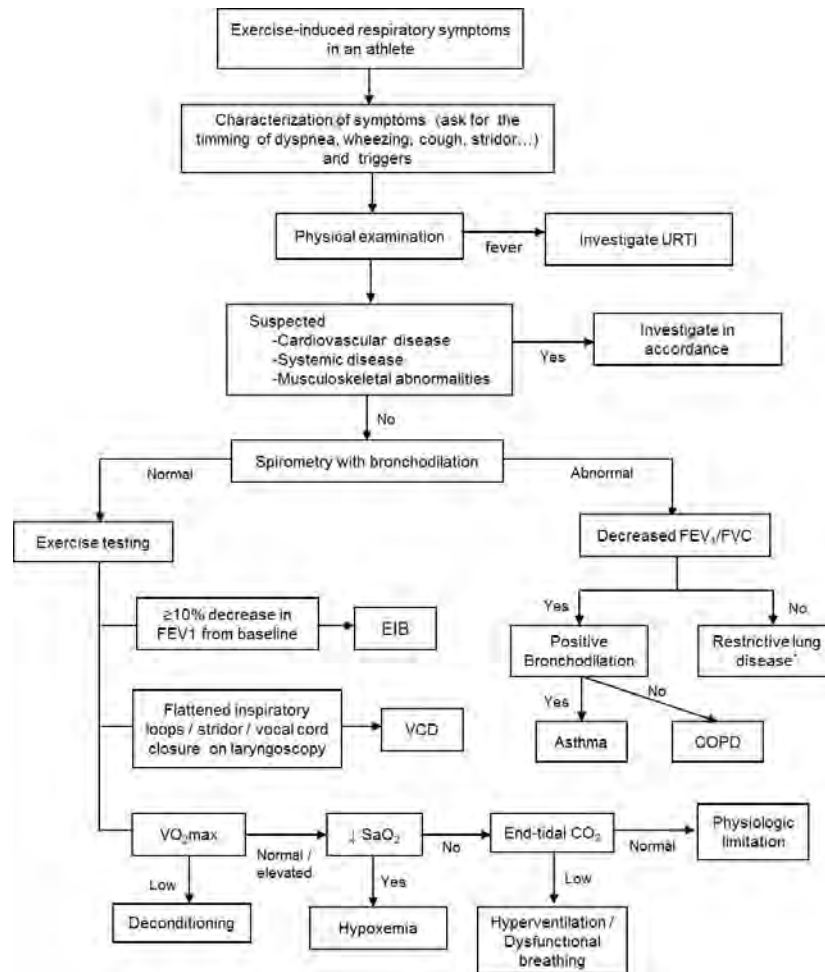 Exercise-induced respiratory symptoms
in an athlete
Characterization of symptoms (ask for the
timming of dyspnea, wheezing, cough, stridor...)
and triggers
Physical examination
fever
Investigate URTI
Suspected
-Cardiovascular disease
-Systemic disease
-Musculoskeletal abnormalities
Yes
Investigate in
accordance
No
Spirometry with bronchodilation
Normal
Abnormal
Exercise testing
Decreased FEV₁/FVC
≥10% decrease in
FEV1 from baseline
EIB
Yes
No
Positive
Bronchodilation
Restrictive lung
disease*
Flattened inspiratory
loops / stridor / vocal cord
closure on laryngoscopy
VCD
Yes
No
Asthma
COPD
VO₂max
Normal /
elevated
↓ SaO₂
No
End-tidal CO₂
Normal
Physiologic
limitation
Low
Yes
Low
Deconditioning
Hypoxemia
Hyperventilation /
Dysfunctional
breathing